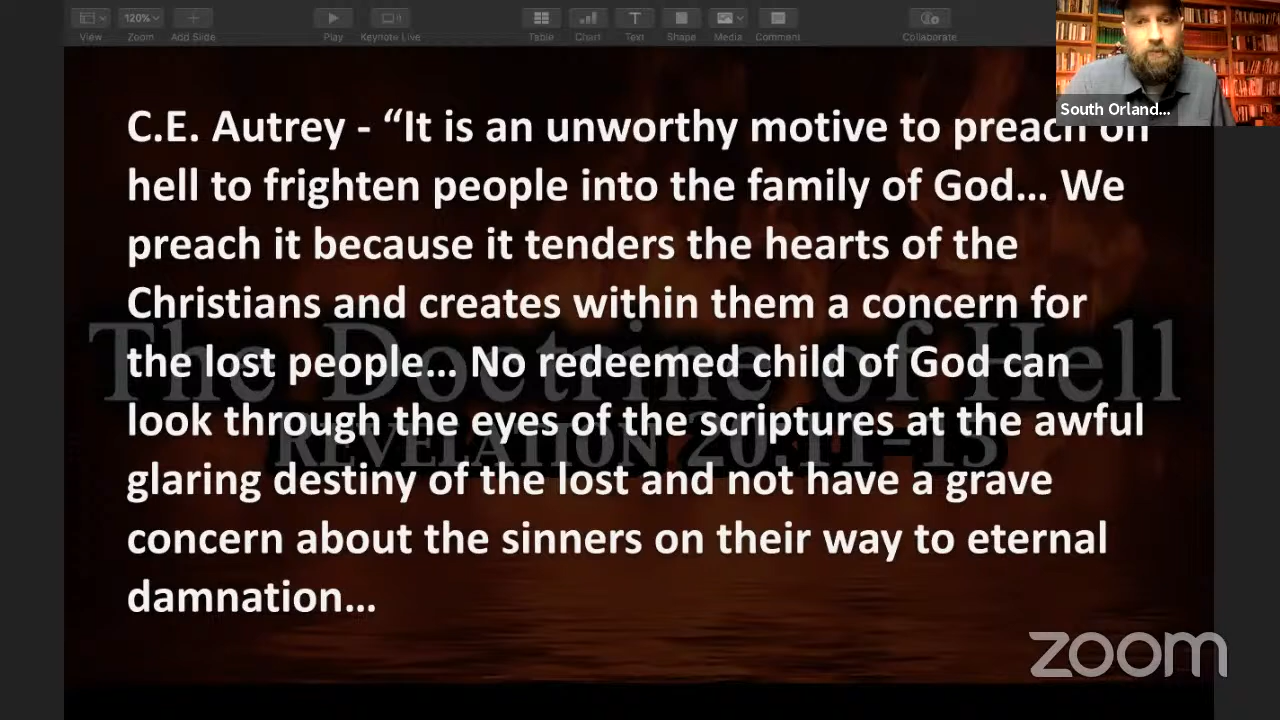 View
120%
Zoom
Add Slide
Play
Keynote Live
Table
Chart
Text
Shape
Media
Comment
Collaborate
South Orland...
C.E. Autrey - “It is an unworthy motive to preach on
hell to frighten people into the family of God... We
preach it because it tenders the hearts of the
Christians and creates within them a concern for
the lost people... No redeemed child of God can
look through the eyes of the scriptures at the awful
glaring destiny of the lost and not have a grave
concern about the sinners on their way to eternal
damnation...
The Doctrine of Hell
REVELATION 20:11-15
zoom